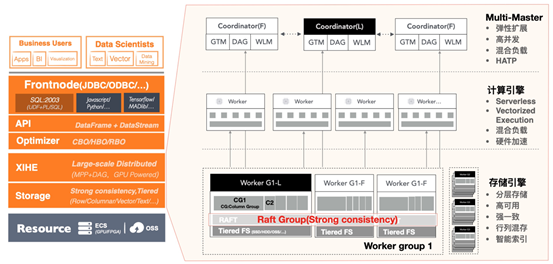 Business Users
Apps
BI
Visualization
Data Scientists
Text
Vector
Data Mining
Frontnode(JDBC/ODBC/...)
SQL:2003
(UDF+PL/SQL)
Javascript/
Python/...
Tensorflow/
MADlib/...
API
DataFrame + DataStream
Optimizer
CBO/HBO/RBO
XIHE
Large-scale Distributed
(MPP+DAG, GPU Powered)
Storage
Strong consistency,Tiered
(Row/Columnar/Vector/Text/...)
Resource
ECS
(GPU/FPGA)
OSS
Coordinator(F)
GTM DAG WLM
Coordinator(L)
GTM DAG WLM
Coordinator(F)
GTM DAG WLM
Worker
Worker
Worker
Worker...
Worker G1-L
CG1
CG:Column Group
C2
Worker G1-F
Worker G1-F
RAFT
Raft Group(Strong consistency)
Tiered FS
Tiered FS
Tiered FS
Worker group 1
Multi-Master
• 弹性扩展
• 高并发
• 混合负载
• HATP
计算引擎
• Serverless
• Vectorized
Execution
• 混合负载
• 硬件加速
存储引擎
• 分层存储
• 高可用
• 强一致
• 行列混存
• 智能索引